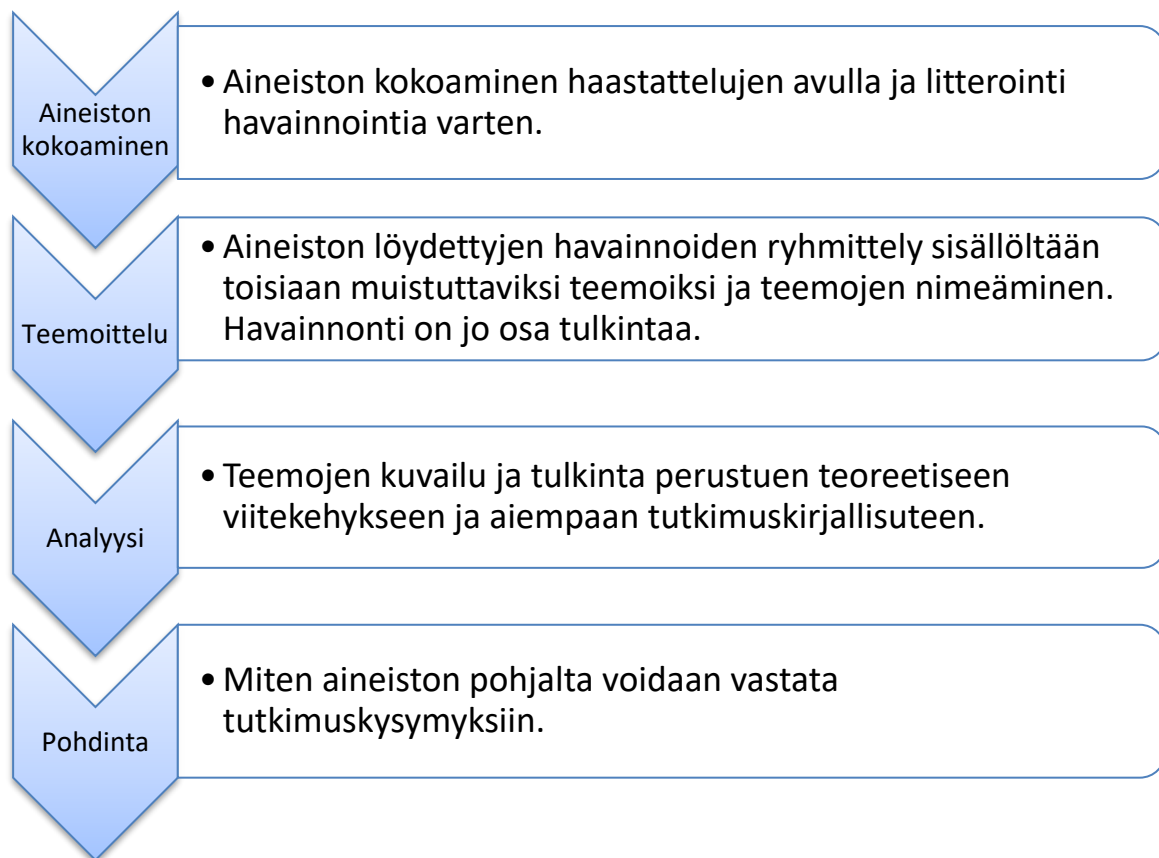 Aineiston
kokoaminen
• Aineiston kokoaminen haastattelujen avulla ja litterointi
havainnointia varten.
Teemoittelu
• Aineiston löydettyjen havainnoiden ryhmittely sisällöltään
toisiaan muistuttaviksi teemoiksi ja teemojen nimeäminen.
Havainnonti on jo osa tulkintaa.
Analyysi
• Teemojen kuvailu ja tulkinta perustuen teoreetiseen
viitekehykseen ja aiempaan tutkimuskirjallisuteen.
Pohdinta
• Miten aineiston pohjalta voidaan vastata
tutkimuskysymyksiin.